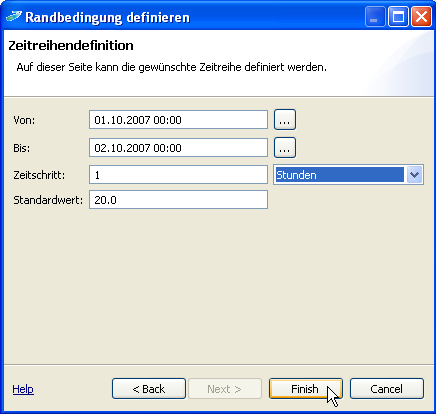 Randbedingung definieren
Zeitreihendefinition
Auf dieser Seite kann die gewünschte Zeitreihe definiert werden.
Von: 01.10.2007 00:00 ...
Bis: 02.10.2007 00:00 ...
Zeitschritt: 1 Stunden
Standardwert: 20.0
Help < Back Next > Finish Cancel